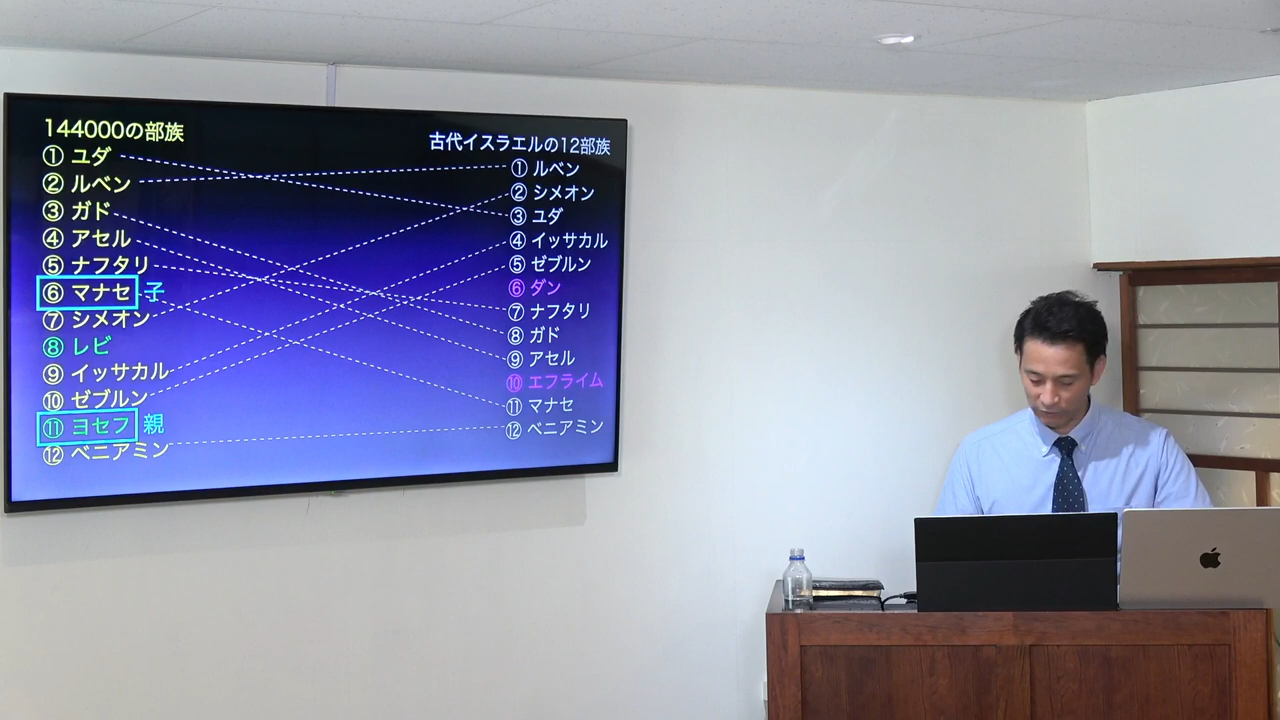 144000の部族
① ユダ
② ルベン
③ ガド
④ アセル
⑤ ナフタリ
⑥ マナセ 子
⑦ シメオン
⑧ レビ
⑨ イッサカル
⑩ ゼブルン
⑪ ヨセフ 親
⑫ ベニアミン
古代イスラエルの12部族
① ルベン
② シメオン
③ ユダ
④ イッサカル
⑤ ゼブルン
⑥ ダン
⑦ ナフタリ
⑧ ガド
⑨ アセル
⑩ エフライム
⑪ マナセ
⑫ ベニアミン